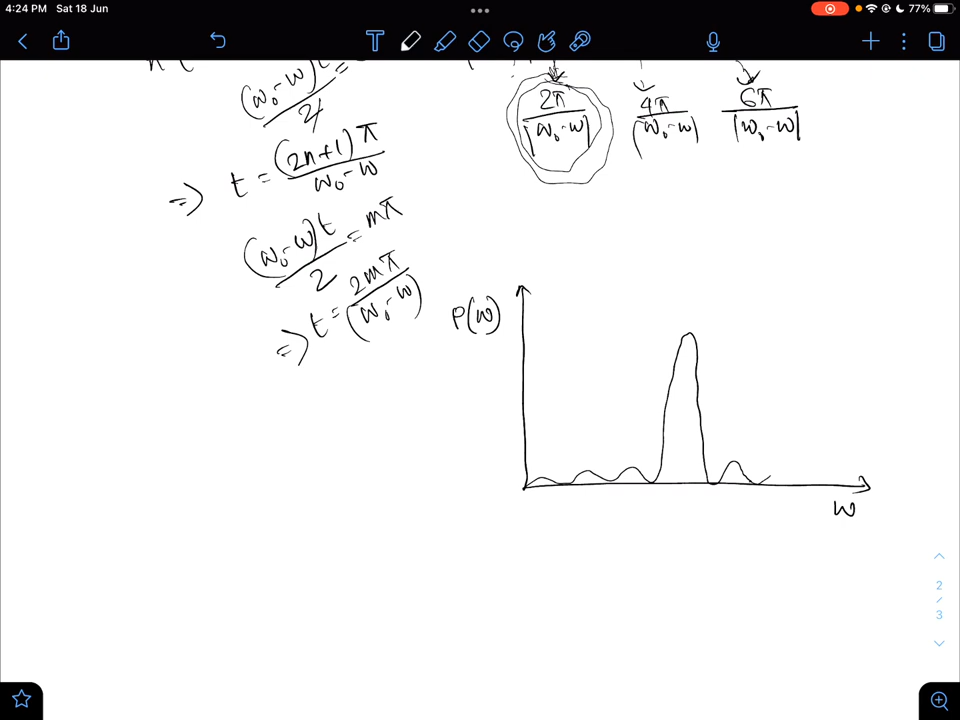 4:24 PM Sat 18 Jun 77%
(ω₀-ω)t =
2
2π 4π 6π
|ω₀-ω| |ω₀-ω| |ω₀-ω|
=> t = (2n+1)π
ω₀-ω
(ω₀-ω)t = mπ
2
=> t = 2mπ
(ω₀-ω)
P(ω)
ω
2
/
3